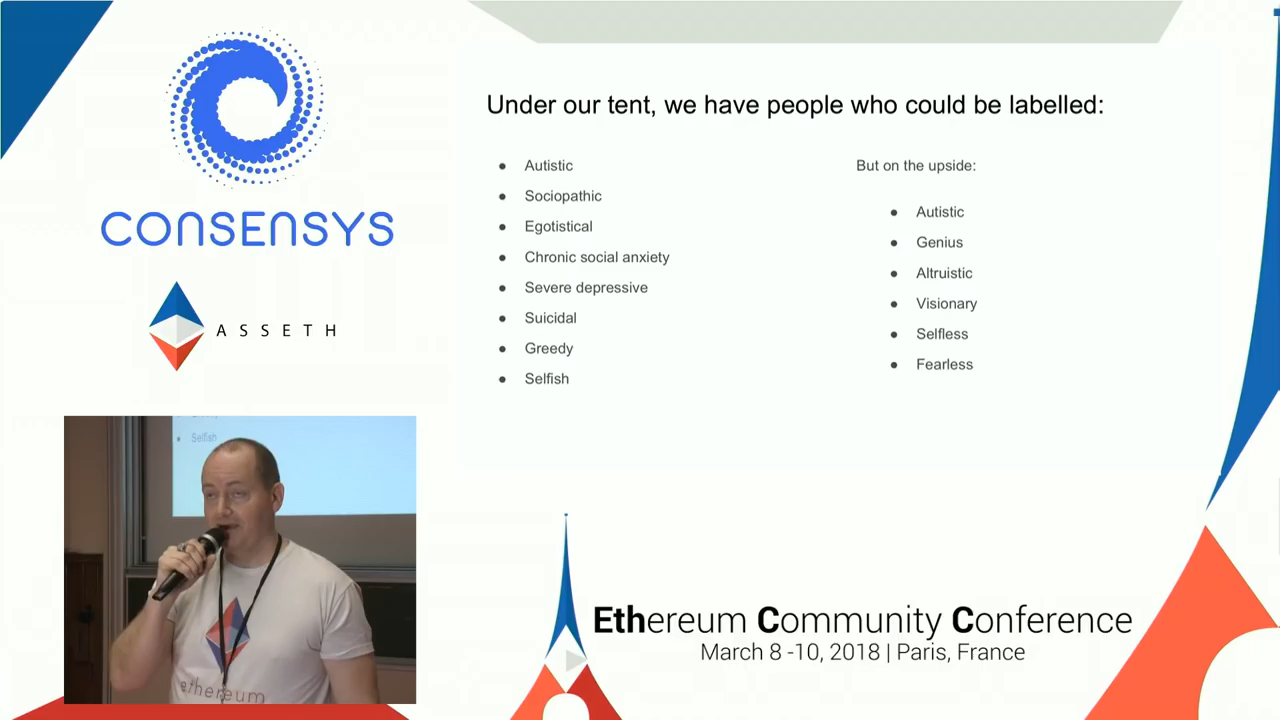 CONSENSYS
ASSETH
Under our tent, we have people who could be labelled:
● Autistic
● Sociopathic
● Egotistical
● Chronic social anxiety
● Severe depressive
● Suicidal
● Greedy
● Selfish
But on the upside:
● Autistic
● Genius
● Altruistic
● Visionary
● Selfless
● Fearless
● Selfish
ethereum
Ethereum Community Conference
March 8 -10, 2018 | Paris, France